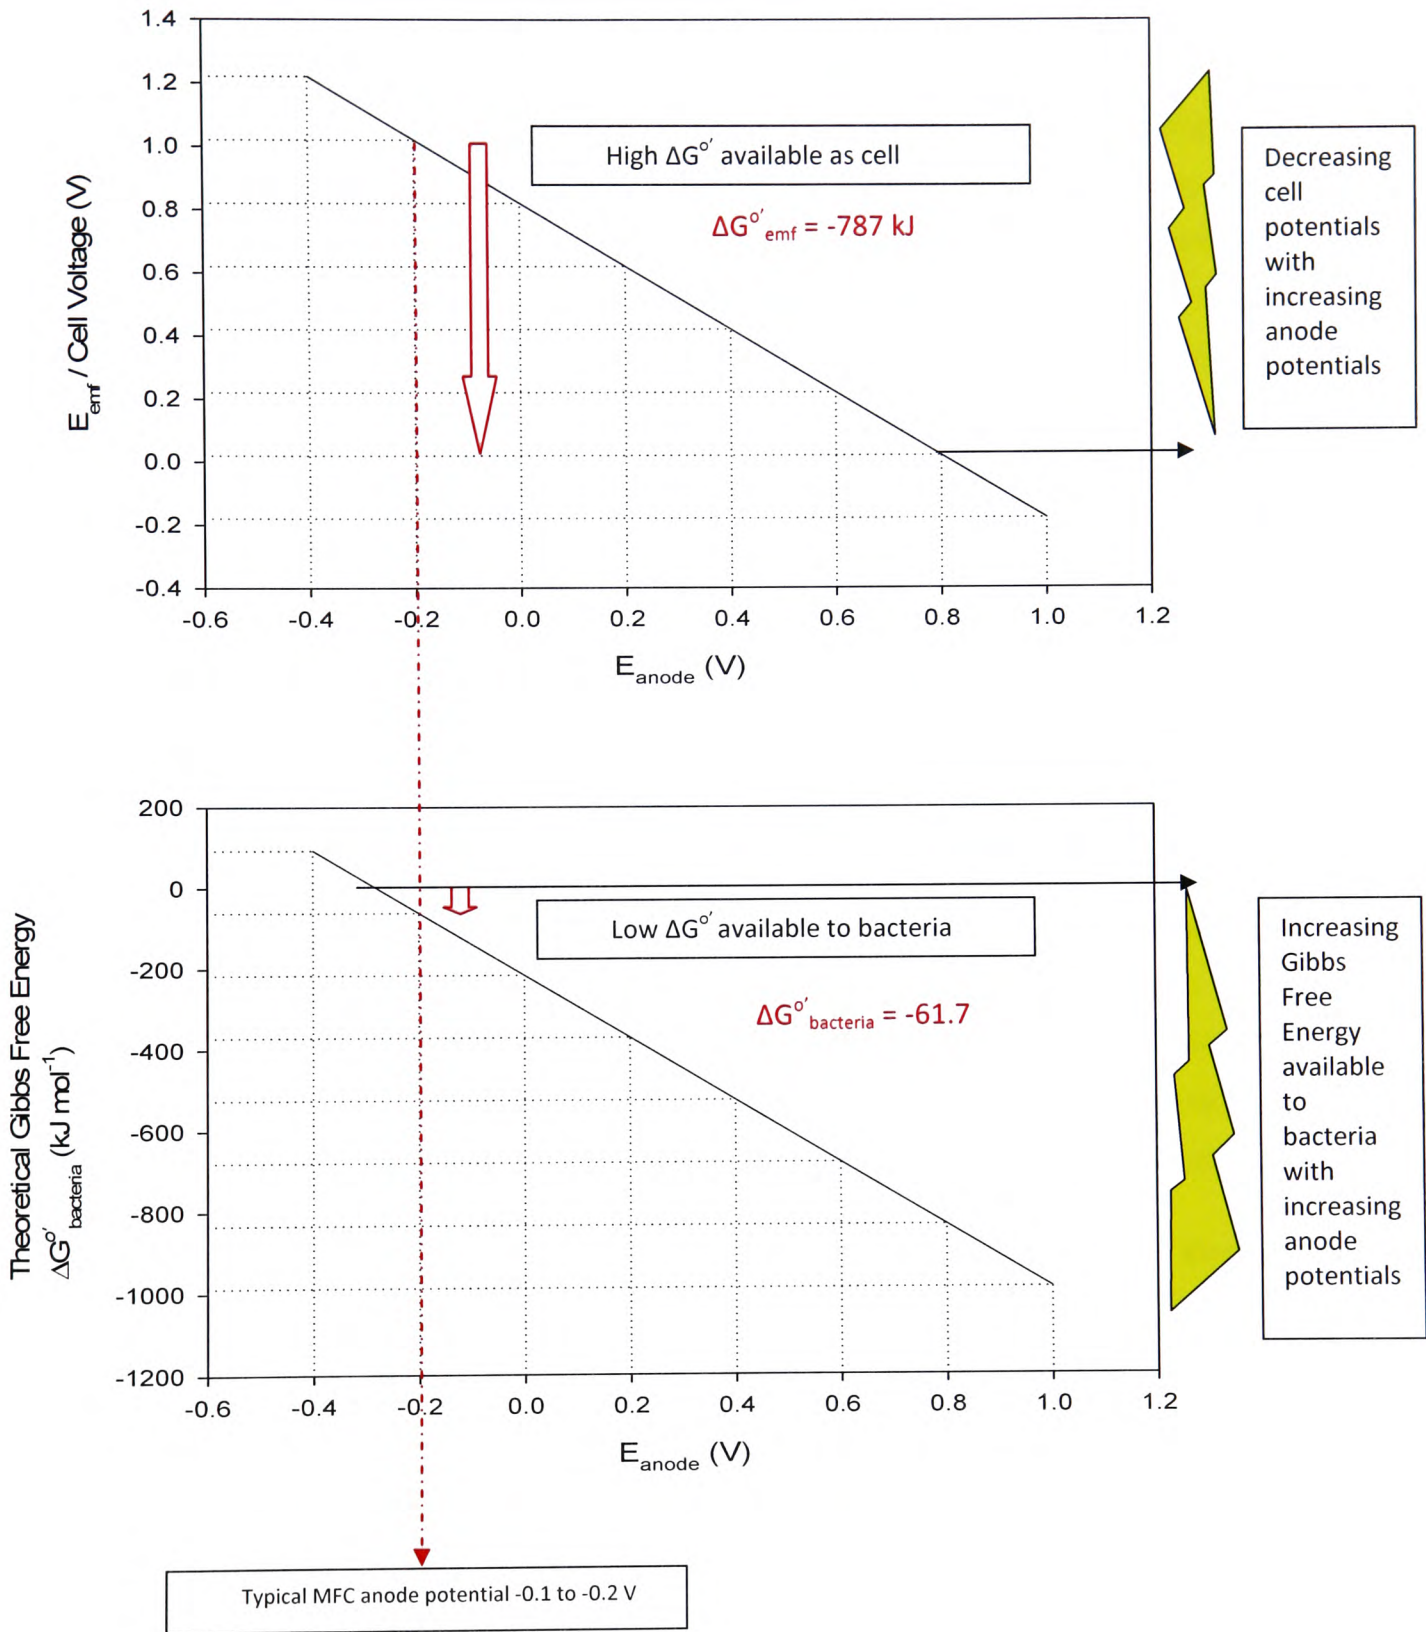 1.4
1.2
1.0
0.8
0.6
0.4
0.2
0.0
-0.2
-0.4
E_emf / Cell Voltage (V)
-0.6 -0.4 -0.2 0.0 0.2 0.4 0.6 0.8 1.0 1.2
E_anode (V)
High ΔG°′ available as cell
ΔG°′_emf = -787 kJ
Decreasing
cell
potentials
with
increasing
anode
potentials
200
0
-200
-400
-600
-800
-1000
-1200
Theoretical Gibbs Free Energy
ΔG°′_bacteria (kJ mol⁻¹)
-0.6 -0.4 -0.2 0.0 0.2 0.4 0.6 0.8 1.0 1.2
E_anode (V)
Low ΔG°′ available to bacteria
ΔG°′_bacteria = -61.7
Increasing
Gibbs
Free
Energy
available
to
bacteria
with
increasing
anode
potentials
Typical MFC anode potential -0.1 to -0.2 V